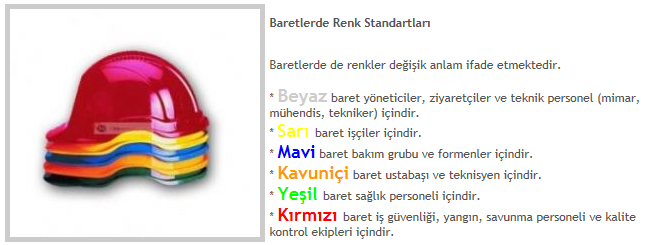 Baretlerde Renk Standartları
Baretlerde de renkler değişik anlam ifade etmektedir.
* Beyaz baret yöneticiler, ziyaretçiler ve teknik personel (mimar,
mühendis, tekniker) içindir.
* Sarı baret işçiler içindir.
* Mavi baret bakım grubu ve formenler içindir.
* Kavuniçi baret ustabaşı ve teknisyen içindir.
* Yeşil baret sağlık personeli içindir.
* Kırmızı baret iş güvenliği, yangın, savunma personeli ve kalite
kontrol ekipleri içindir.